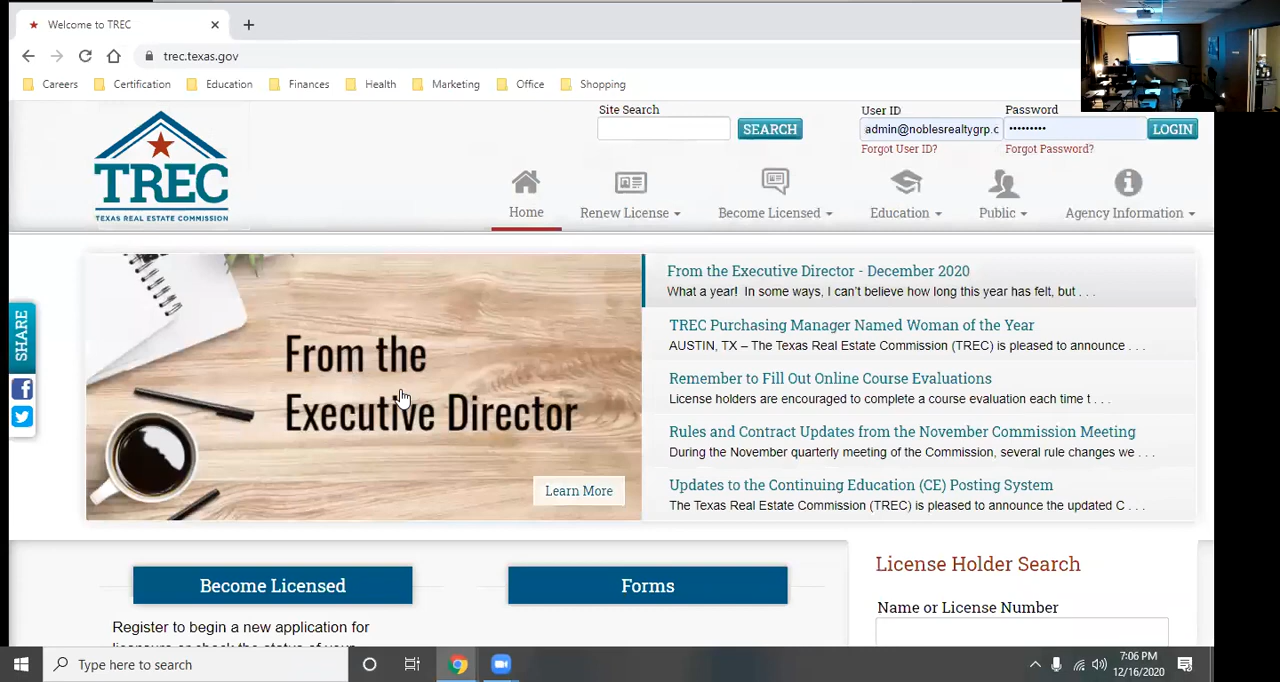 Welcome to TREC
trec.texas.gov
Careers Certification Education Finances Health Marketing Office Shopping
Site Search
SEARCH
User ID
Password
admin@noblesrealtygrp.c
•••••••••
LOGIN
Forgot User ID?
Forgot Password?
TREC
TEXAS REAL ESTATE COMMISSION
Home
Renew License
Become Licensed
Education
Public
Agency Information
SHARE
From the
Executive Director
Learn More
From the Executive Director - December 2020
What a year! In some ways, I can't believe how long this year has felt, but . . .
TREC Purchasing Manager Named Woman of the Year
AUSTIN, TX – The Texas Real Estate Commission (TREC) is pleased to announce . . .
Remember to Fill Out Online Course Evaluations
License holders are encouraged to complete a course evaluation each time t . . .
Rules and Contract Updates from the November Commission Meeting
During the November quarterly meeting of the Commission, several rule changes we . . .
Updates to the Continuing Education (CE) Posting System
The Texas Real Estate Commission (TREC) is pleased to announce the updated C . . .
Become Licensed
Register to begin a new application for
Forms
License Holder Search
Name or License Number
Type here to search
7:06 PM
12/16/2020